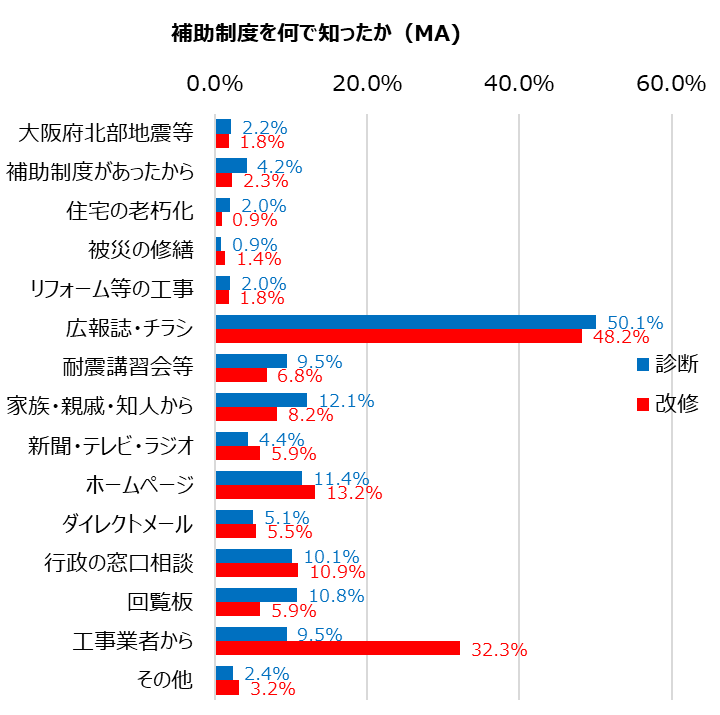 補助制度を何で知ったか（MA）
0.0% 20.0% 40.0% 60.0%
大阪府北部地震等 2.2%
1.8%
補助制度があったから 4.2%
2.3%
住宅の老朽化 2.0%
0.9%
被災の修繕 0.9%
1.4%
リフォーム等の工事 2.0%
1.8%
広報誌・チラシ 50.1%
48.2%
耐震講習会等 9.5%
6.8%
家族・親戚・知人から 12.1%
8.2%
新聞・テレビ・ラジオ 4.4%
5.9%
ホームページ 11.4%
13.2%
ダイレクトメール 5.1%
5.5%
行政の窓口相談 10.1%
10.9%
回覧板 10.8%
5.9%
工事業者から 9.5%
32.3%
その他 2.4%
3.2%
診断
改修